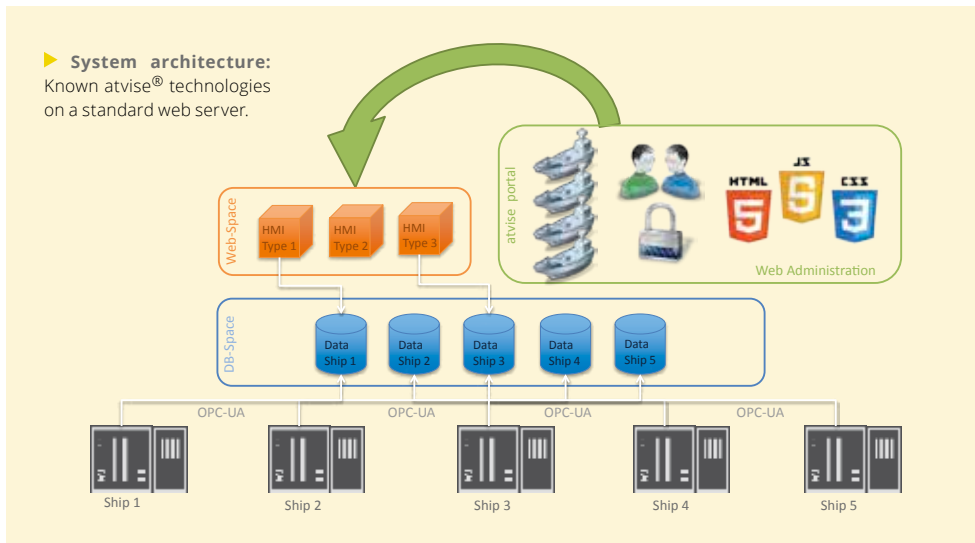 System architecture:
Known atvise® technologies
on a standard web server.
Web-Space
HMI
Type 1
HMI
Type 2
HMI
Type 3
atvise portal
HTML
5
JS
5
CSS
3
Web Administration
DB-Space
Data
Ship 1
Data
Ship 2
Data
Ship 3
Data
Ship 4
Data
Ship 5
OPC-UA
OPC-UA
OPC-UA
OPC-UA
Ship 1
Ship 2
Ship 3
Ship 4
Ship 5